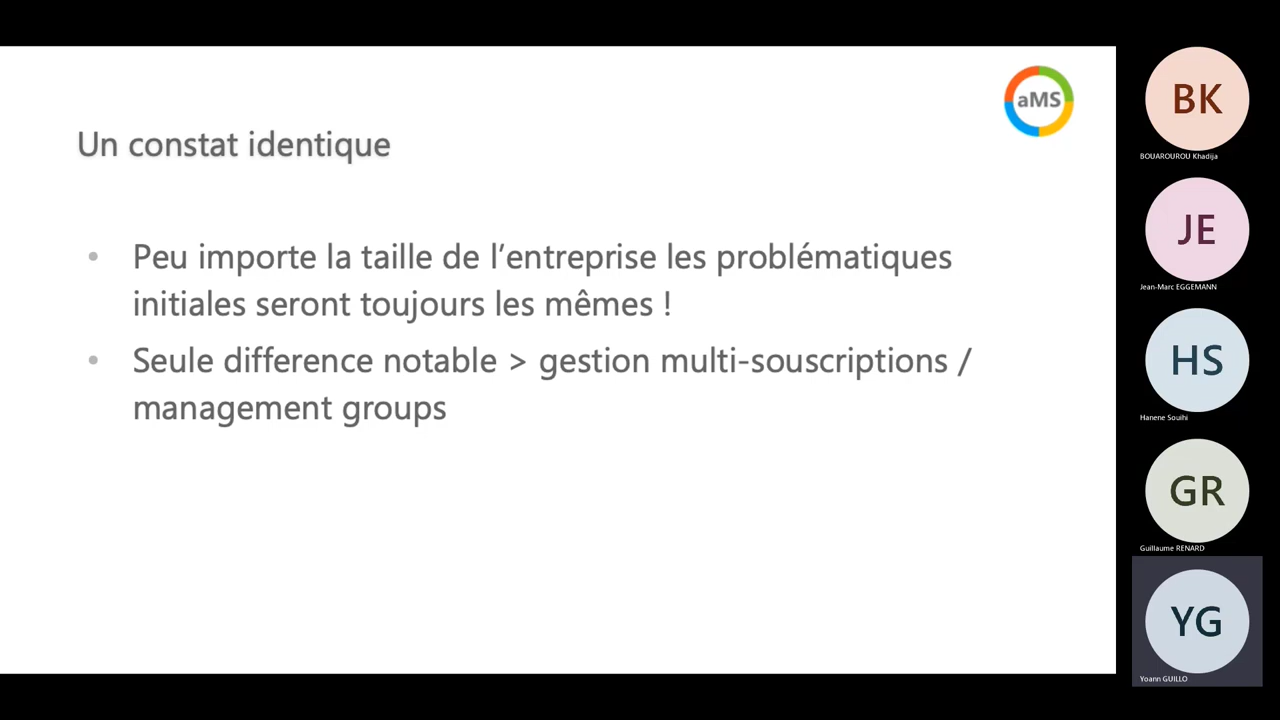 aMS
Un constat identique
• Peu importe la taille de l’entreprise les problématiques
initiales seront toujours les mêmes !
• Seule difference notable > gestion multi-souscriptions /
management groups
BK
BOUAROUROU Khadija
JE
Jean-Marc EGGEMANN
HS
Hanene Souihi
GR
Guillaume RENARD
YG
Yoann GUILLO